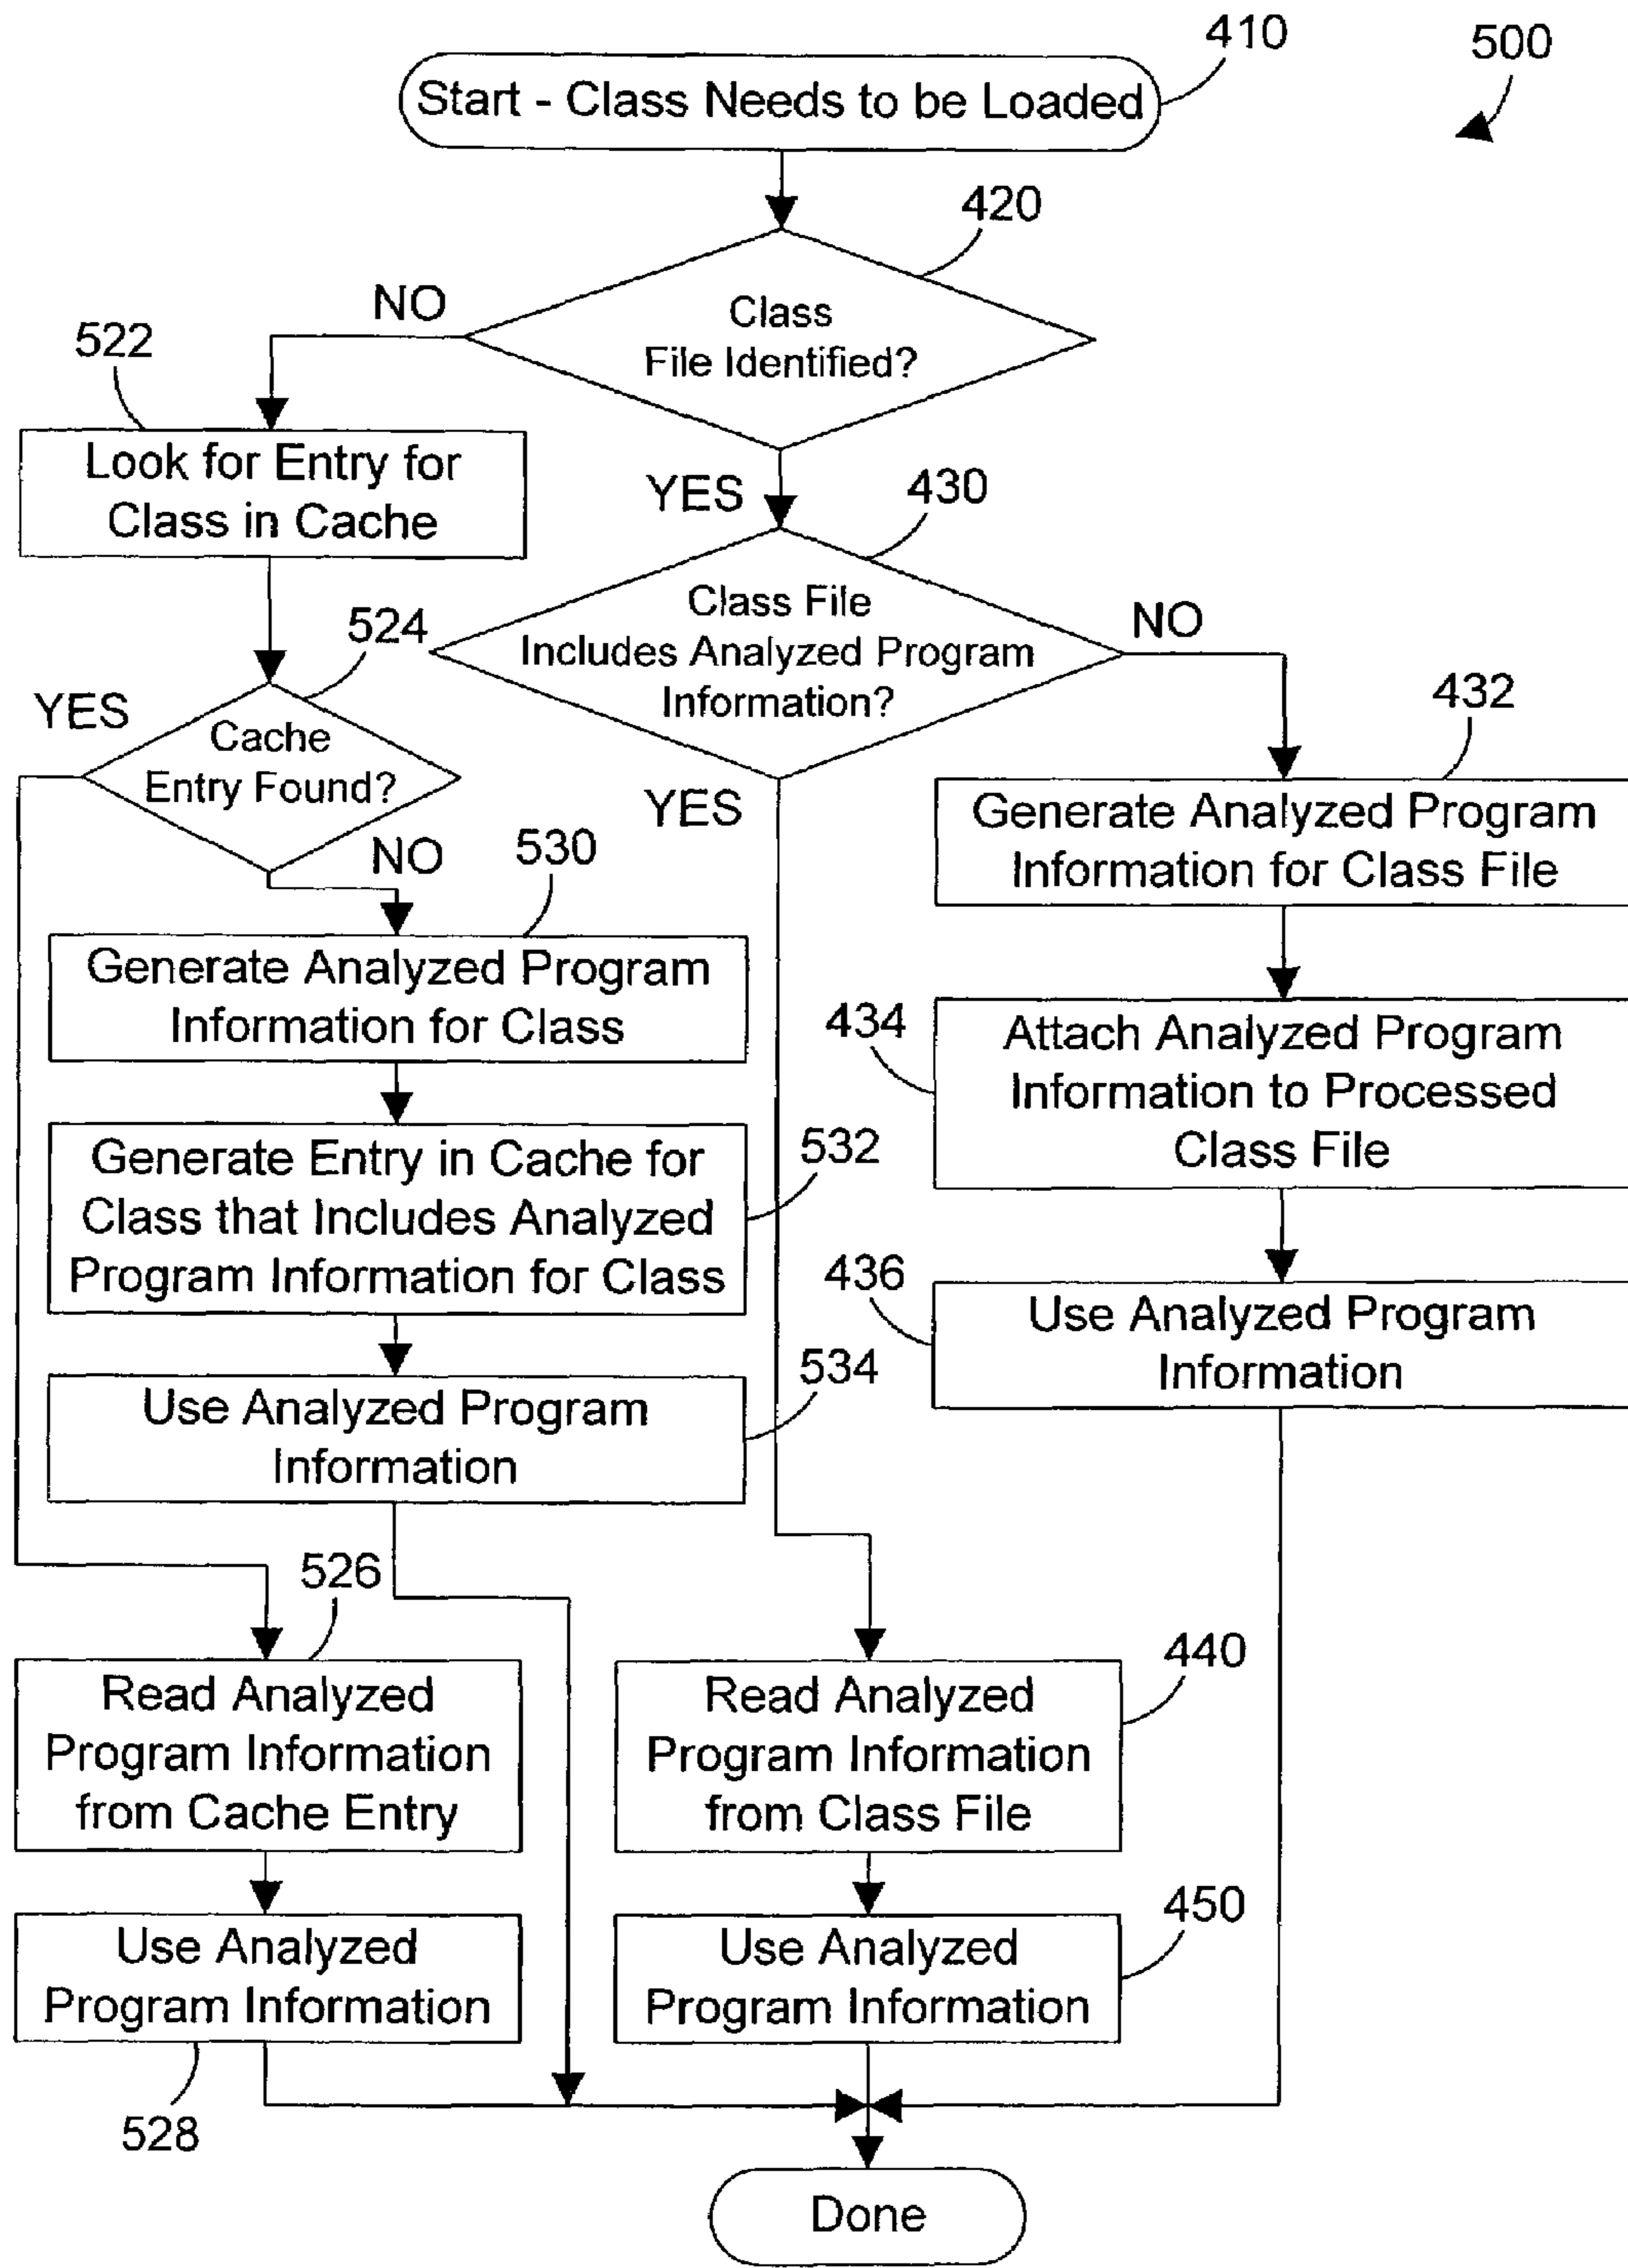 410
500
Start - Class Needs to be Loaded
420
NO
Class
File Identified?
522
Look for Entry for
Class in Cache
YES
430
Class File
Includes Analyzed Program
Information?
NO
524
YES
Cache
Entry Found?
432
YES
NO
530
Generate Analyzed Program
Information for Class File
Generate Analyzed Program
Information for Class
434
Attach Analyzed Program
Information to Processed
Class File
Generate Entry in Cache for
Class that Includes Analyzed
Program Information for Class
532
436
Use Analyzed Program
Information
534
Use Analyzed Program
Information
526
Read Analyzed
Program Information
from Cache Entry
440
Read Analyzed
Program Information
from Class File
Use Analyzed
Program Information
528
450
Use Analyzed
Program Information
Done